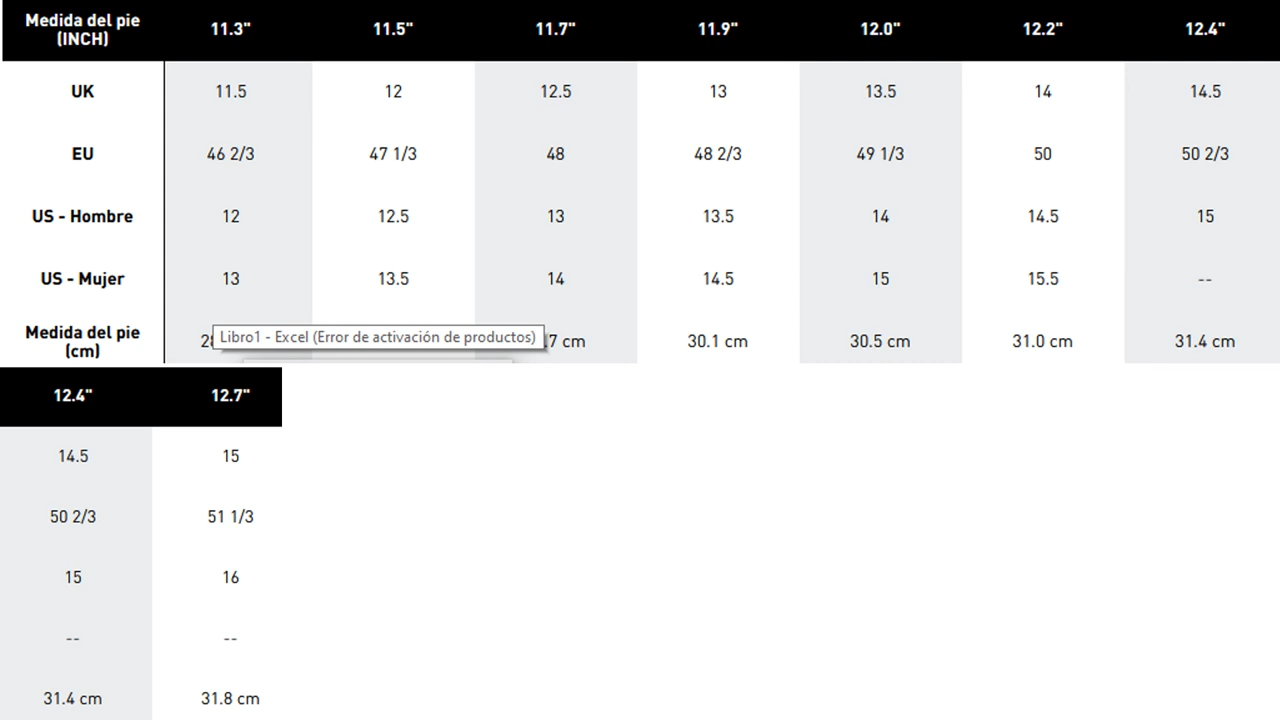 Medida del pie (INCH) 11.3" 11.5" 11.7" 11.9" 12.0" 12.2" 12.4"
UK 11.5 12 12.5 13 13.5 14 14.5
EU 46 2/3 47 1/3 48 48 2/3 49 1/3 50 50 2/3
US - Hombre 12 12.5 13 13.5 14 14.5 15
US - Mujer 13 13.5 14 14.5 15 15.5 --
Medida del pie (cm) Libro1 - Excel (Error de activación de productos) .7 cm 30.1 cm 30.5 cm 31.0 cm 31.4 cm
12.4" 12.7"
14.5 15
50 2/3 51 1/3
15 16
-- --
31.4 cm 31.8 cm